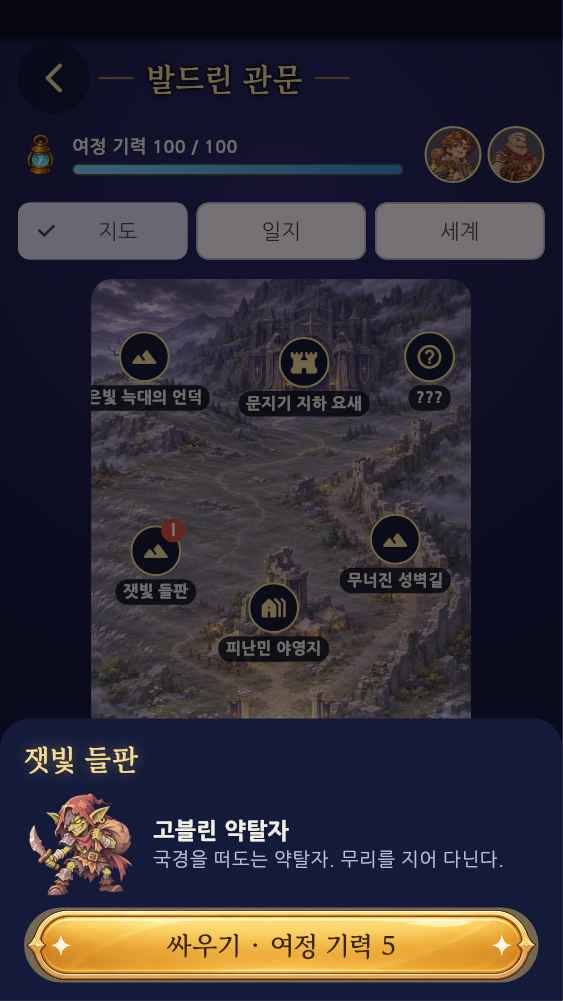 발드린 관문
여정 기력 100 / 100
지도
일지
세계
은빛 늑대의 언덕
문지기 지하 요새
???
잿빛 들판
무너진 성벽길
피난민 야영지
잿빛 들판
고블린 약탈자
국경을 떠도는 약탈자. 무리를 지어 다닌다.
싸우기 · 여정 기력 5